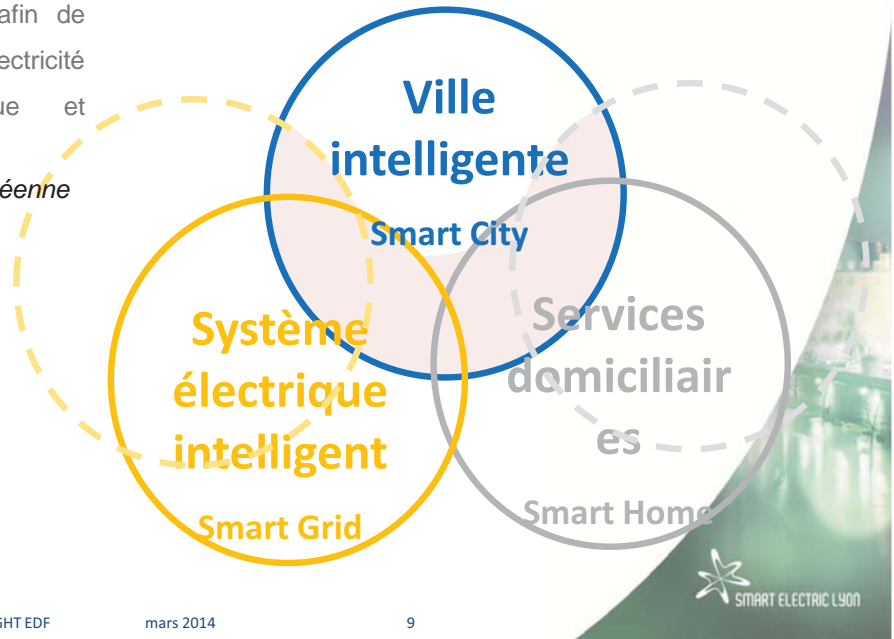 afin de
ectricité
ue et
éenne
Ville
intelligente
Smart City
Système
électrique
intelligent
Smart Grid
Services
domiciliair
es
Smart Home
SMART ELECTRIC LYON
GHT EDF mars 2014 9